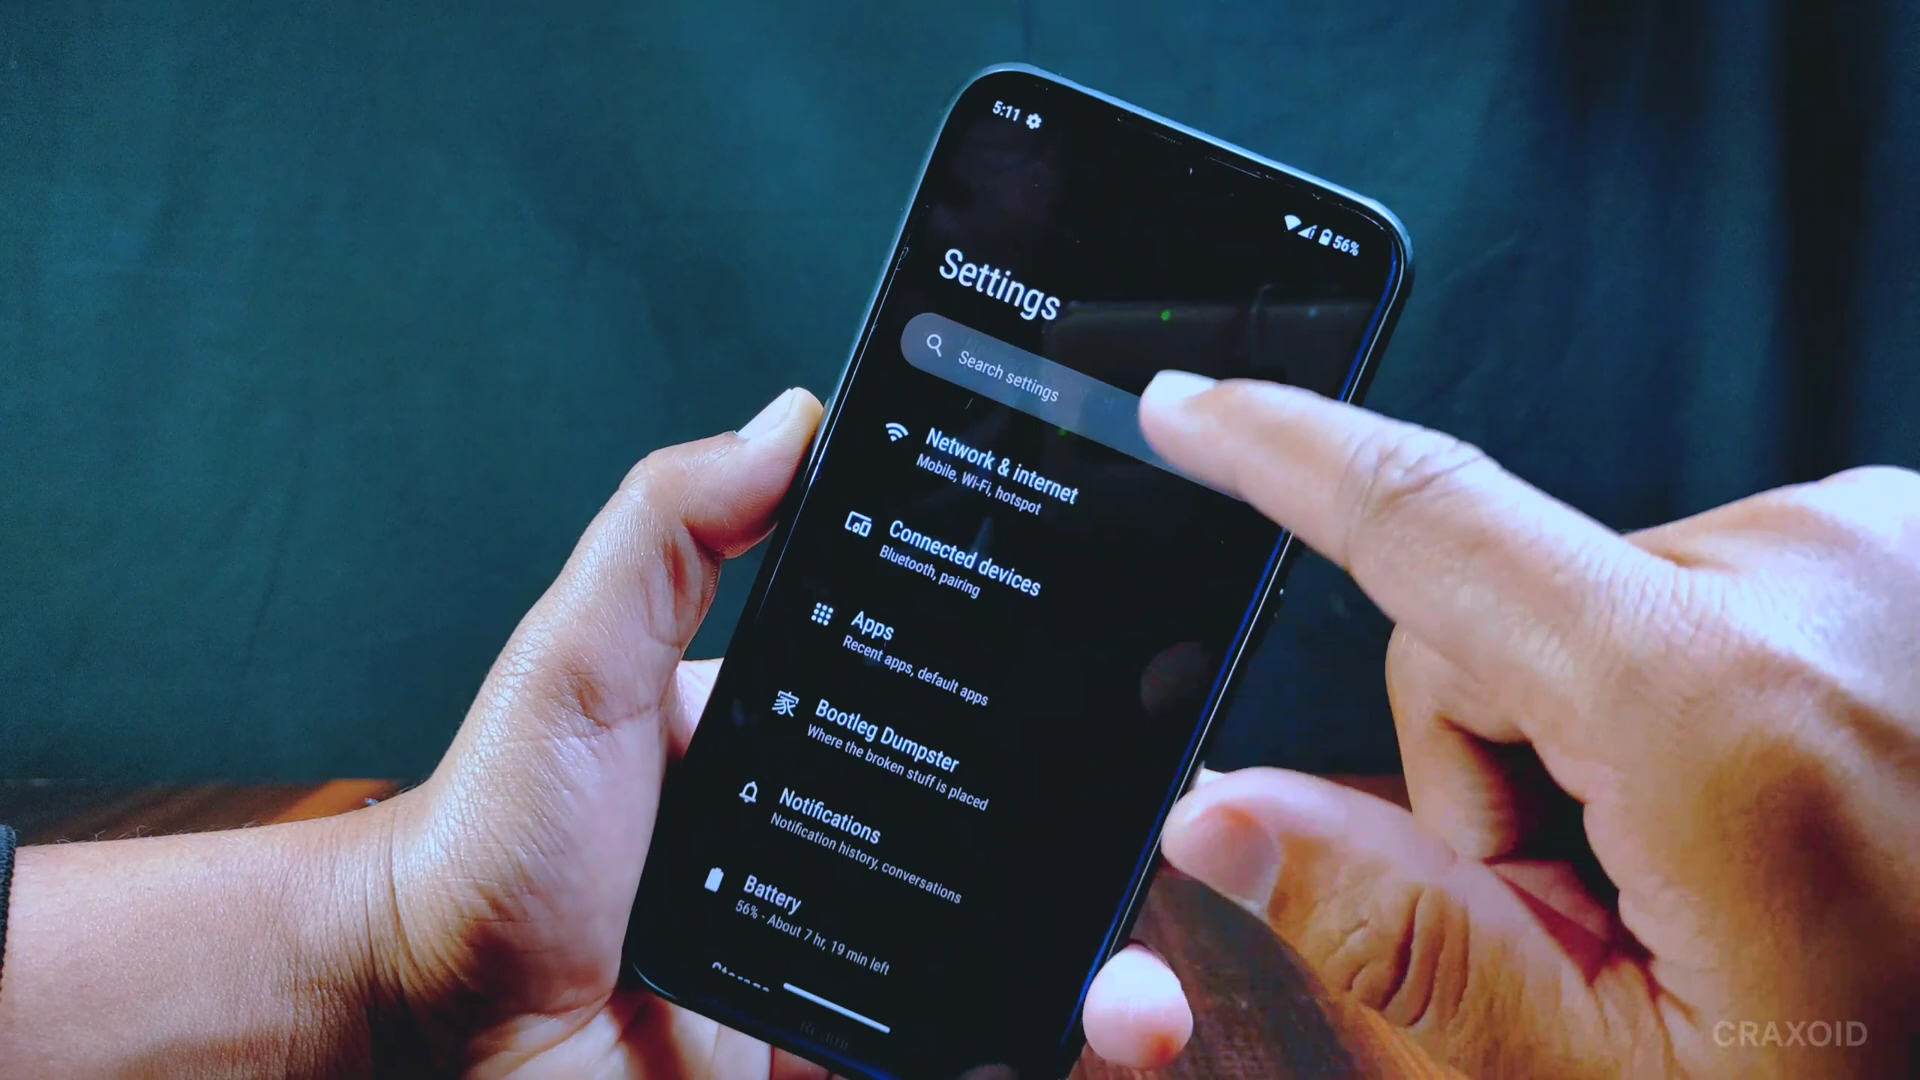 5:11
56%
Settings
Search settings
Network & internet
Mobile, Wi-Fi, hotspot
Connected devices
Bluetooth, pairing
Apps
Recent apps, default apps
家
Bootleg Dumpster
Where the broken stuff is placed
Notifications
Notification history, conversations
Battery
56% - About 7 hr, 19 min left
CRAXOID